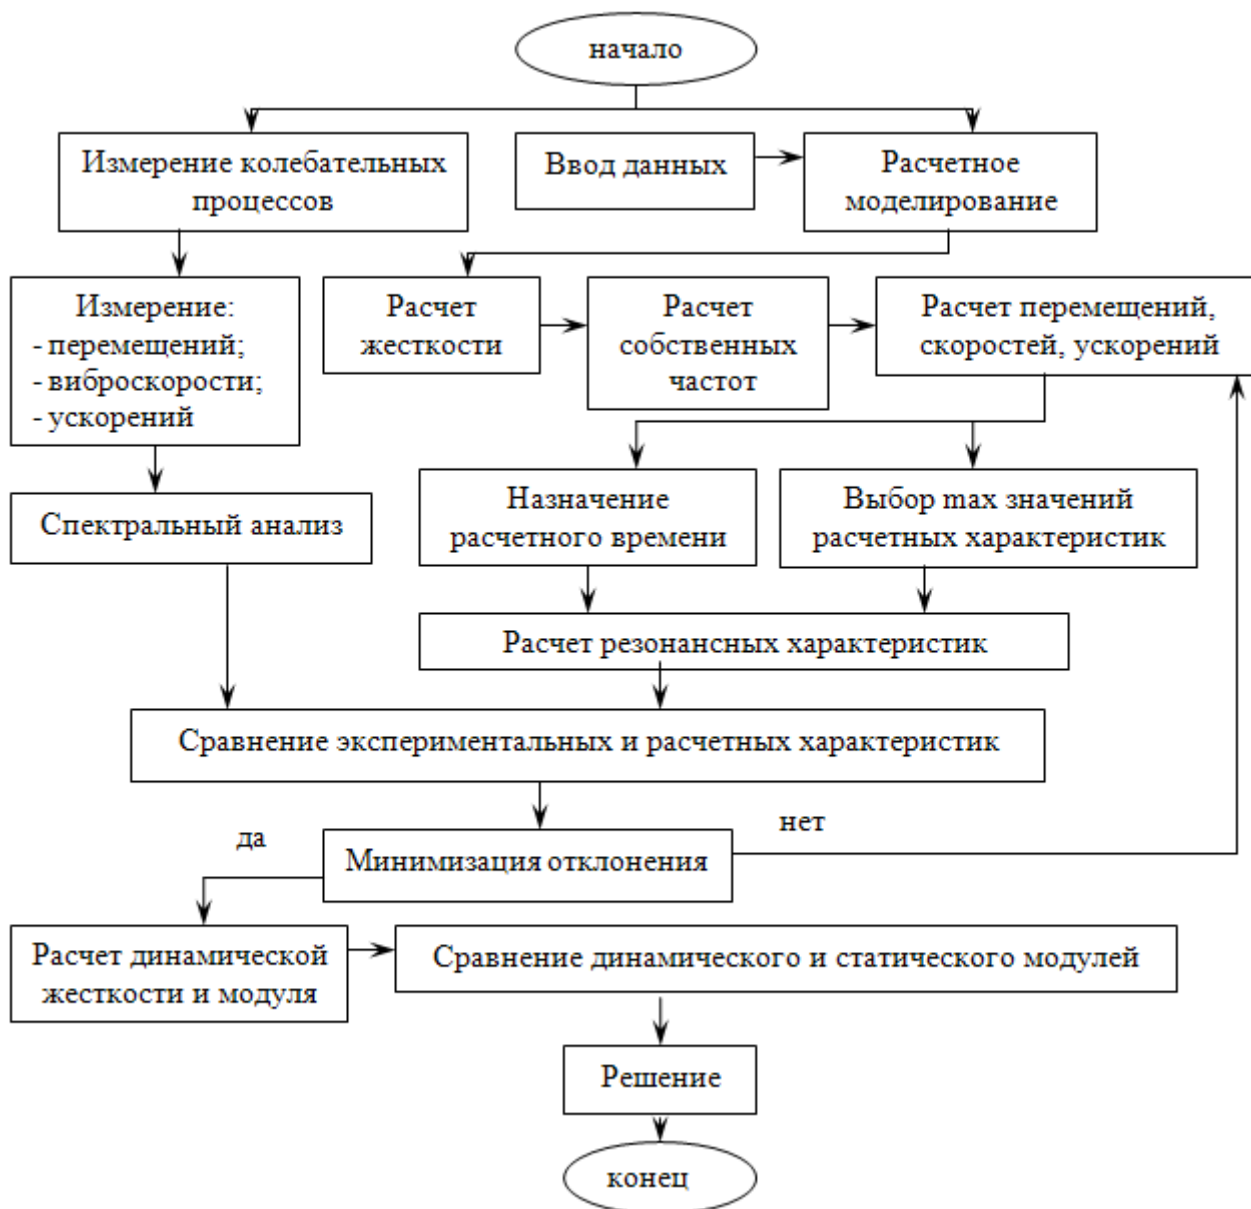 начало
Измерение колебательных
процессов
Ввод данных
Расчетное
моделирование
Измерение:
- перемещений;
- виброскорости;
- ускорений
Расчет
жесткости
Расчет
собственных
частот
Расчет перемещений,
скоростей, ускорений
Назначение
расчетного времени
Выбор max значений
расчетных характеристик
Спектральный анализ
Расчет резонансных характеристик
Сравнение экспериментальных и расчетных характеристик
да
Минимизация отклонения
нет
Расчет динамической
жесткости и модуля
Сравнение динамического и статического модулей
Решение
конец